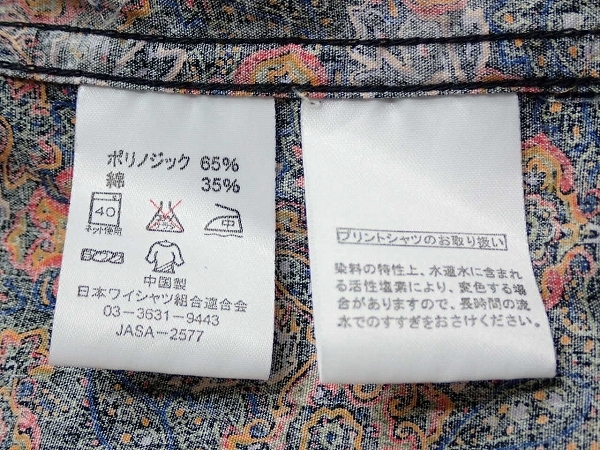 ポリノジック 65%
綿 35%
40
ネット使用
中
中国製
日本ワイシャツ組合連合会
03-3631-9443
JASA-2577
プリントシャツのお取り扱い
染料の特性上、水道水に含まれ
る活性塩素により、変色する場
合がありますので、長時間の流
水でのすすぎをおさけください。